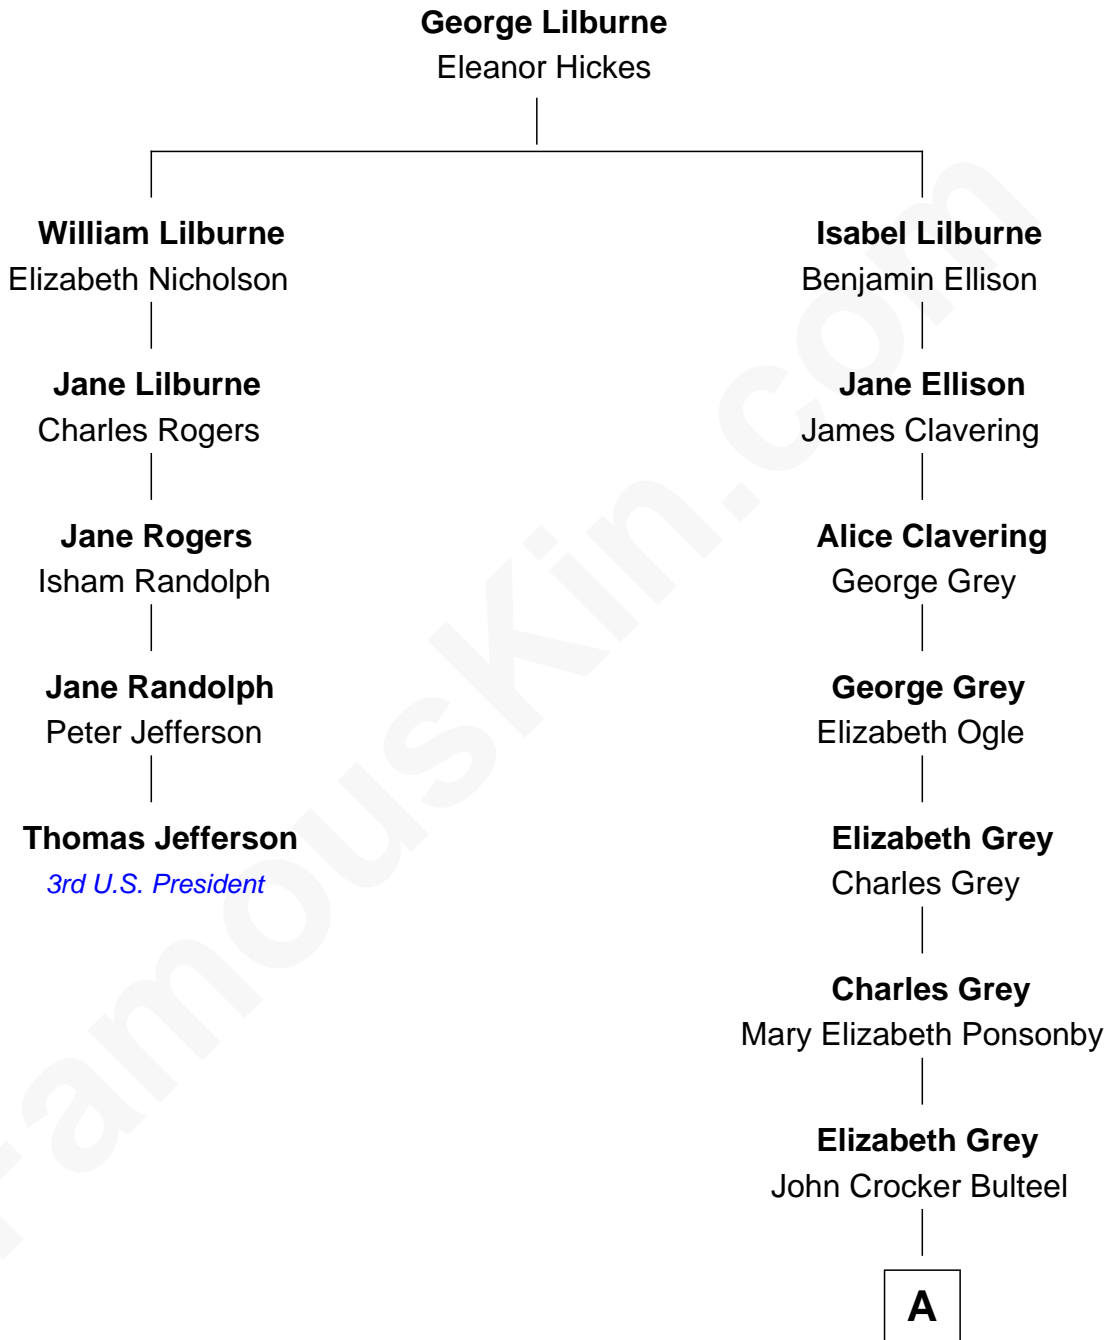 George Lilburne
Eleanor Hickes
William Lilburne
Elizabeth Nicholson
Isabel Lilburne
Benjamin Ellison
Jane Lilburne
Charles Rogers
Jane Ellison
James Clavering
Jane Rogers
Isham Randolph
Alice Clavering
George Grey
Jane Randolph
Peter Jefferson
George Grey
Elizabeth Ogle
Thomas Jefferson
3rd U.S. President
Elizabeth Grey
Charles Grey
Charles Grey
Mary Elizabeth Ponsonby
Elizabeth Grey
John Crocker Bulteel
A
FamousKin.com